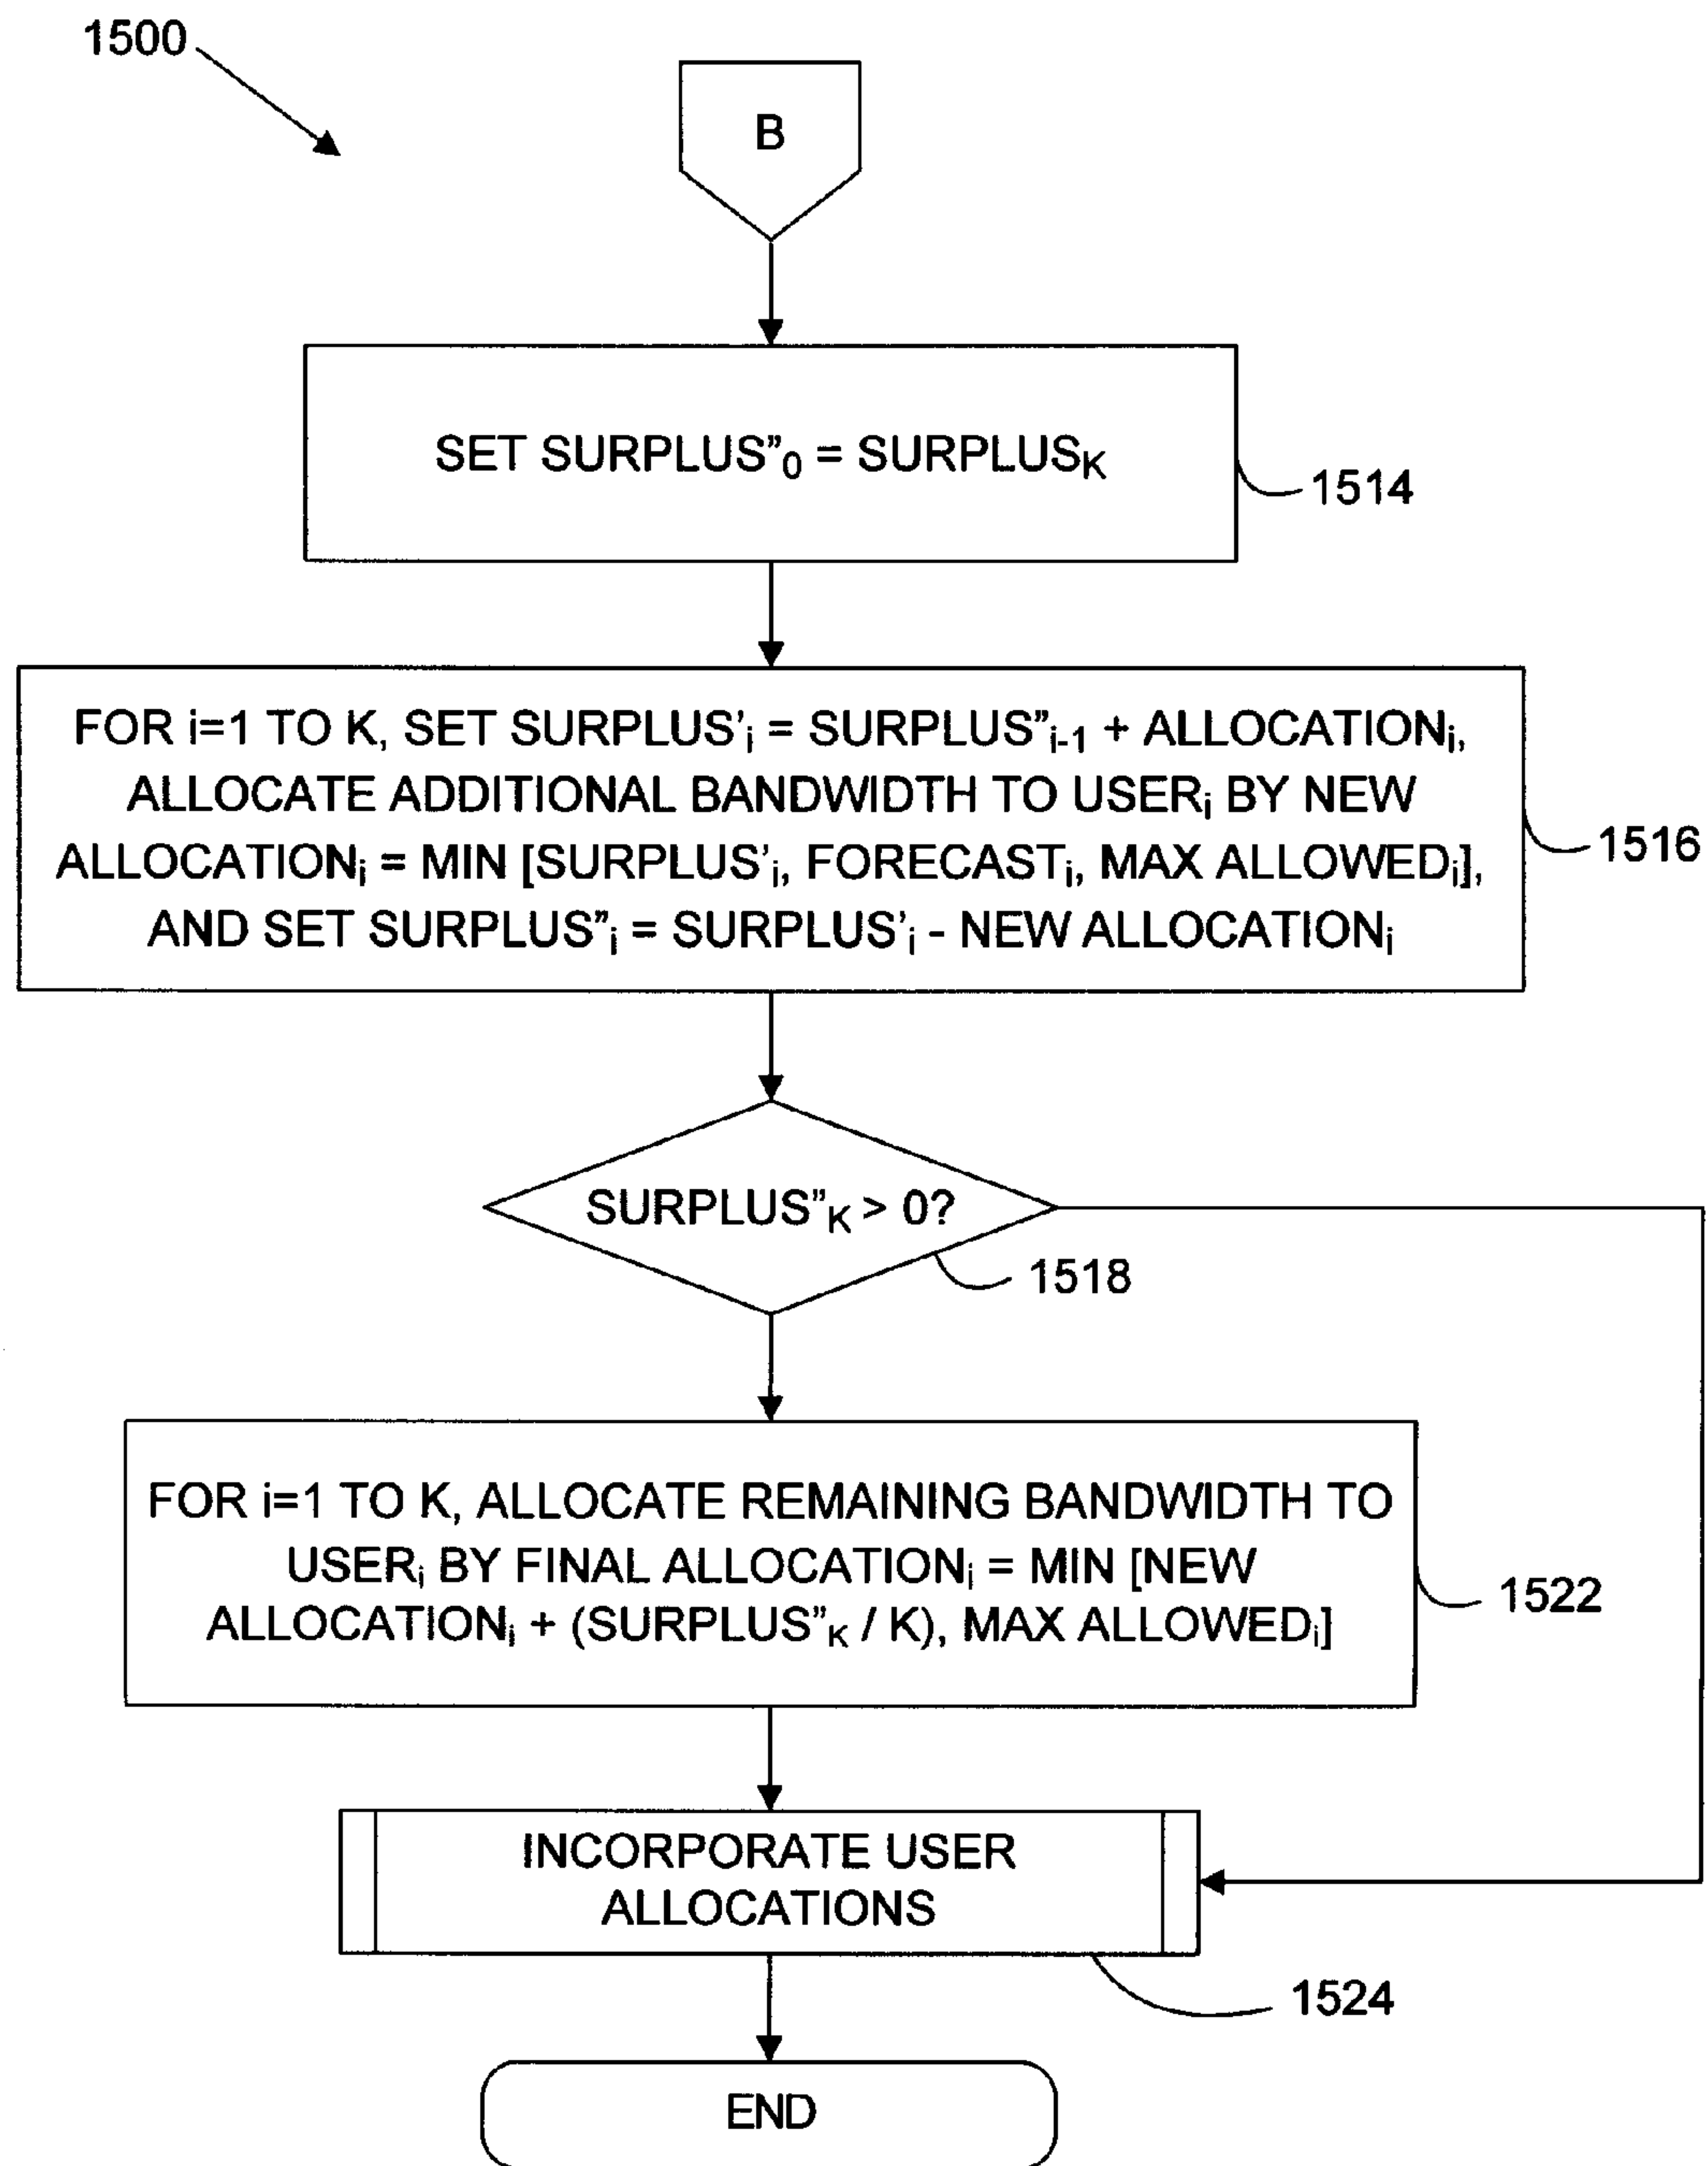 1500
B
SET SURPLUS”₀ = SURPLUSₖ
1514
FOR i=1 TO K, SET SURPLUS’ᵢ = SURPLUS”ᵢ₋₁ + ALLOCATIONᵢ,
ALLOCATE ADDITIONAL BANDWIDTH TO USERᵢ BY NEW
ALLOCATIONᵢ = MIN [SURPLUS’ᵢ, FORECASTᵢ, MAX ALLOWEDᵢ],
AND SET SURPLUS”ᵢ = SURPLUS’ᵢ - NEW ALLOCATIONᵢ
1516
SURPLUS”ₖ > 0?
1518
FOR i=1 TO K, ALLOCATE REMAINING BANDWIDTH TO
USERᵢ BY FINAL ALLOCATIONᵢ = MIN [NEW
ALLOCATIONᵢ + (SURPLUS”ₖ / K), MAX ALLOWEDᵢ]
1522
INCORPORATE USER
ALLOCATIONS
1524
END